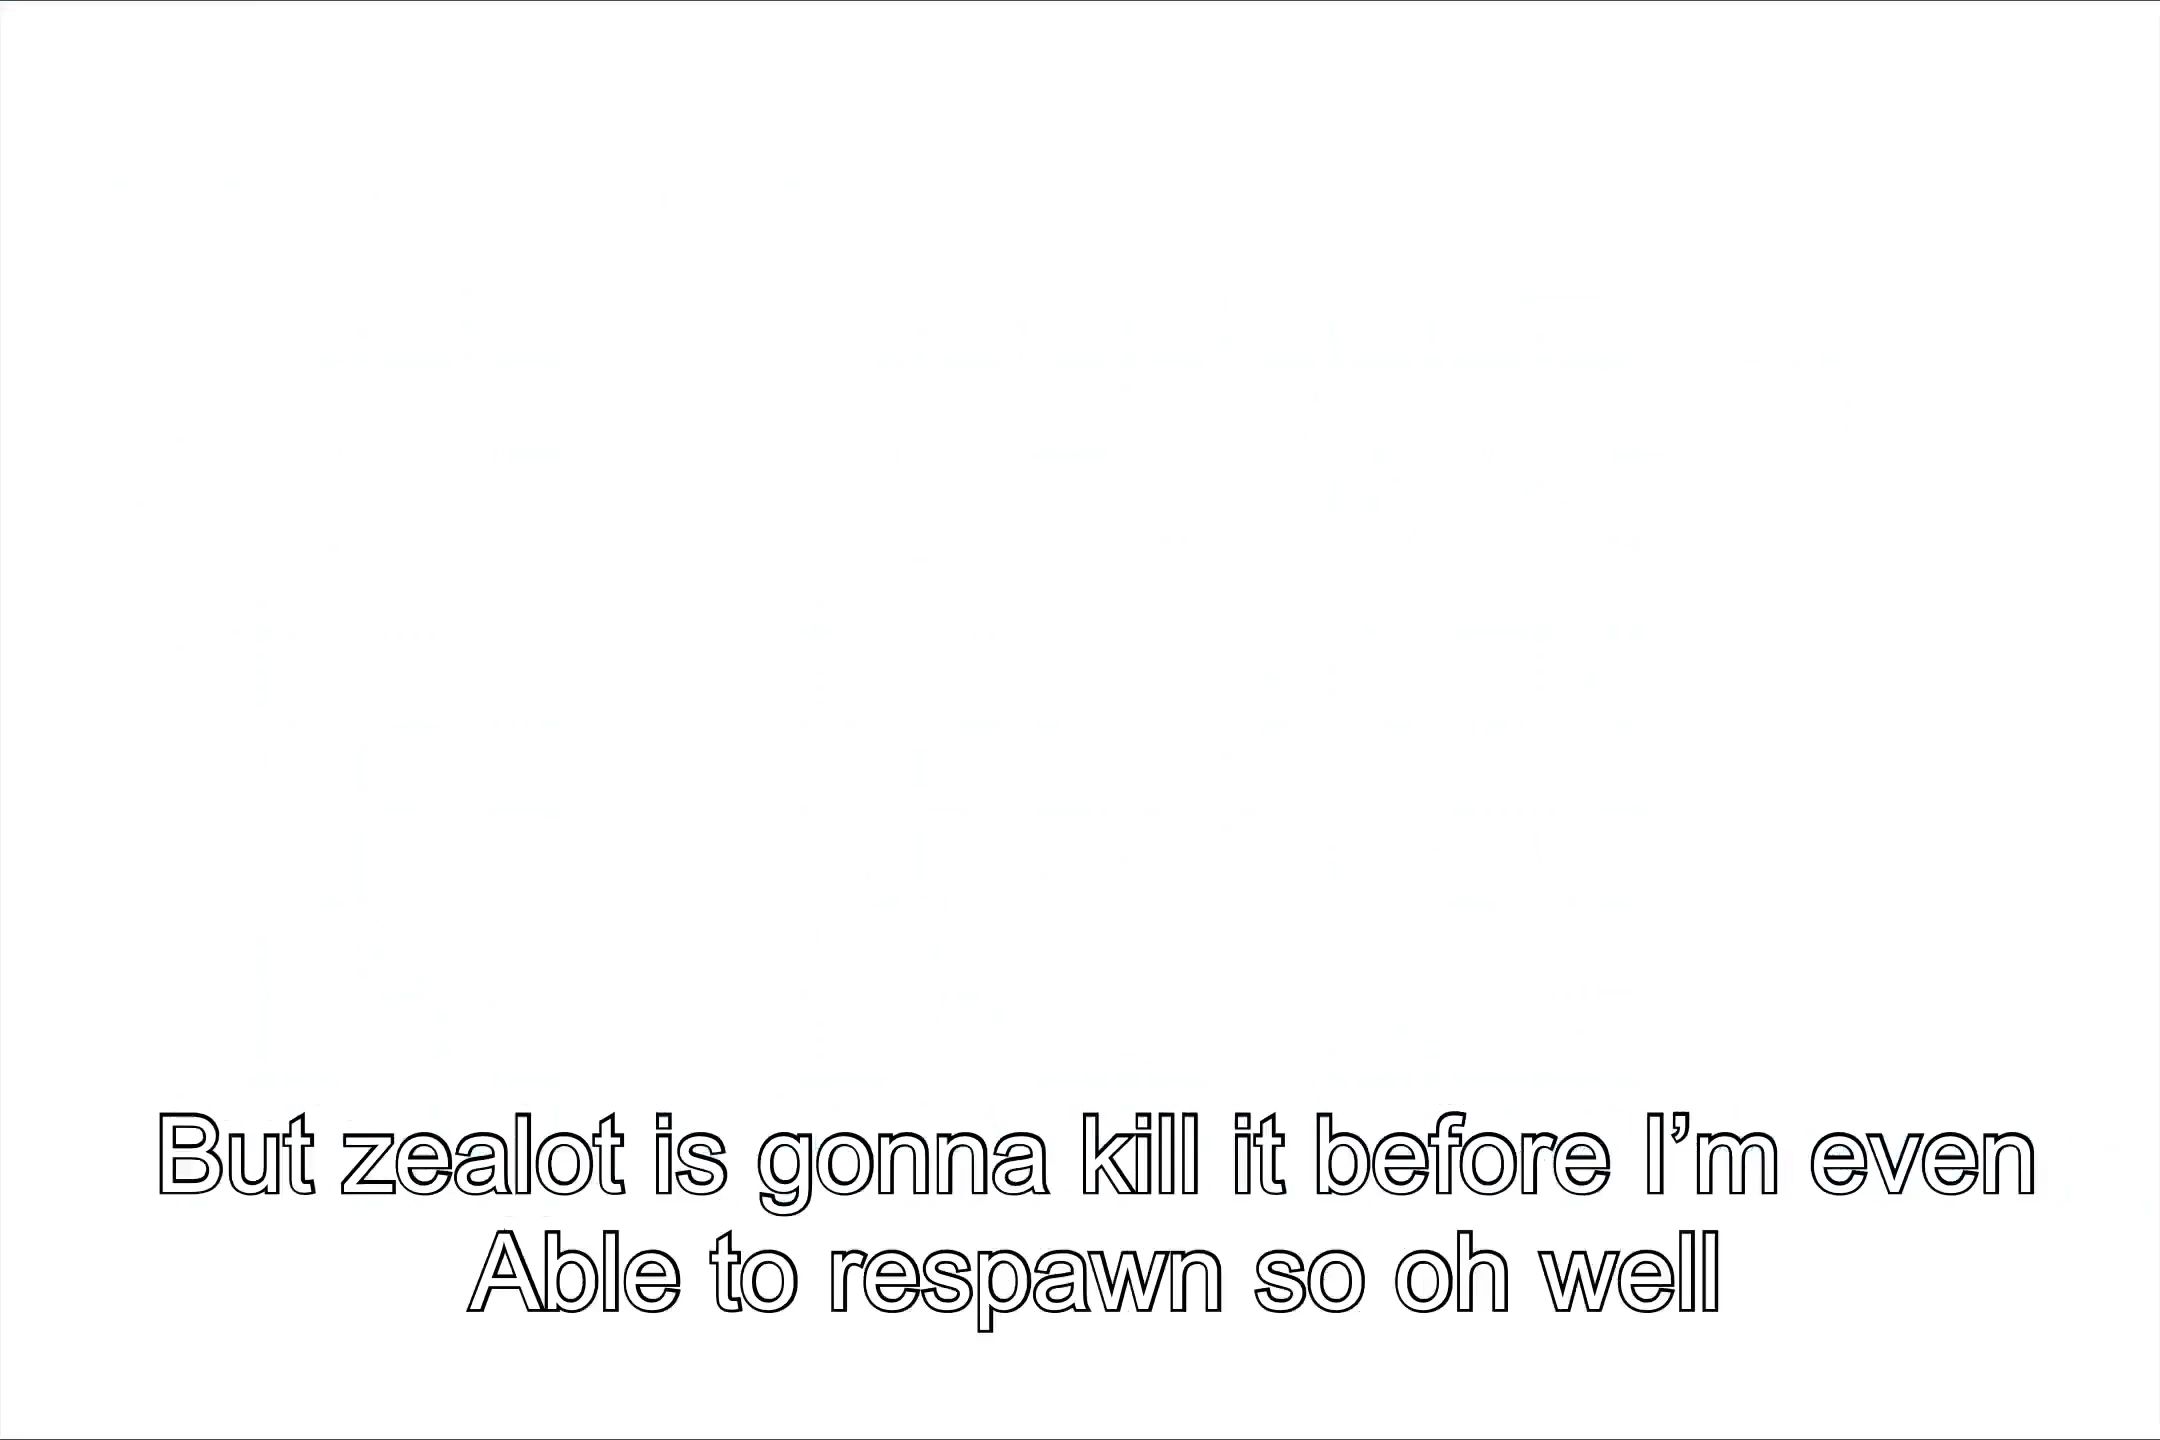 But zealot is gonna kill it before I’m even
Able to respawn so oh well